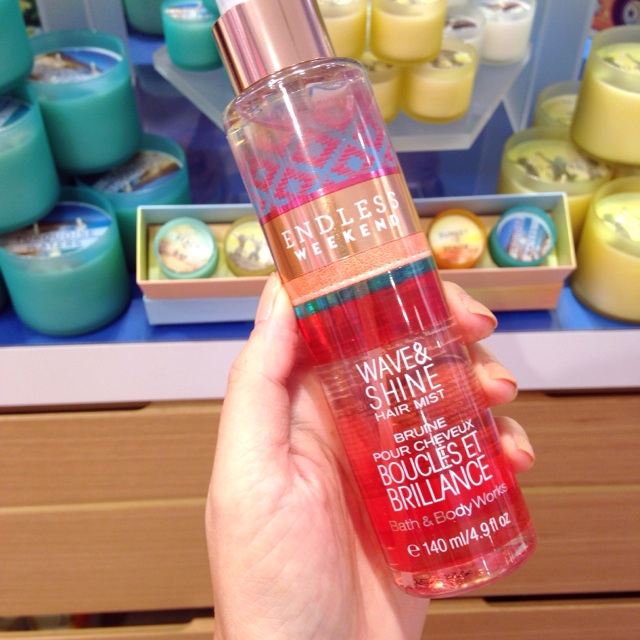 ENDLESS
WEEKEND
WAVE&
SHINE
HAIR MIST
BRUINE
POUR CHEVEUX
BOUCLES ET
BRILLANCE
Bath & Body Works
e 140 ml/4.9 fl oz